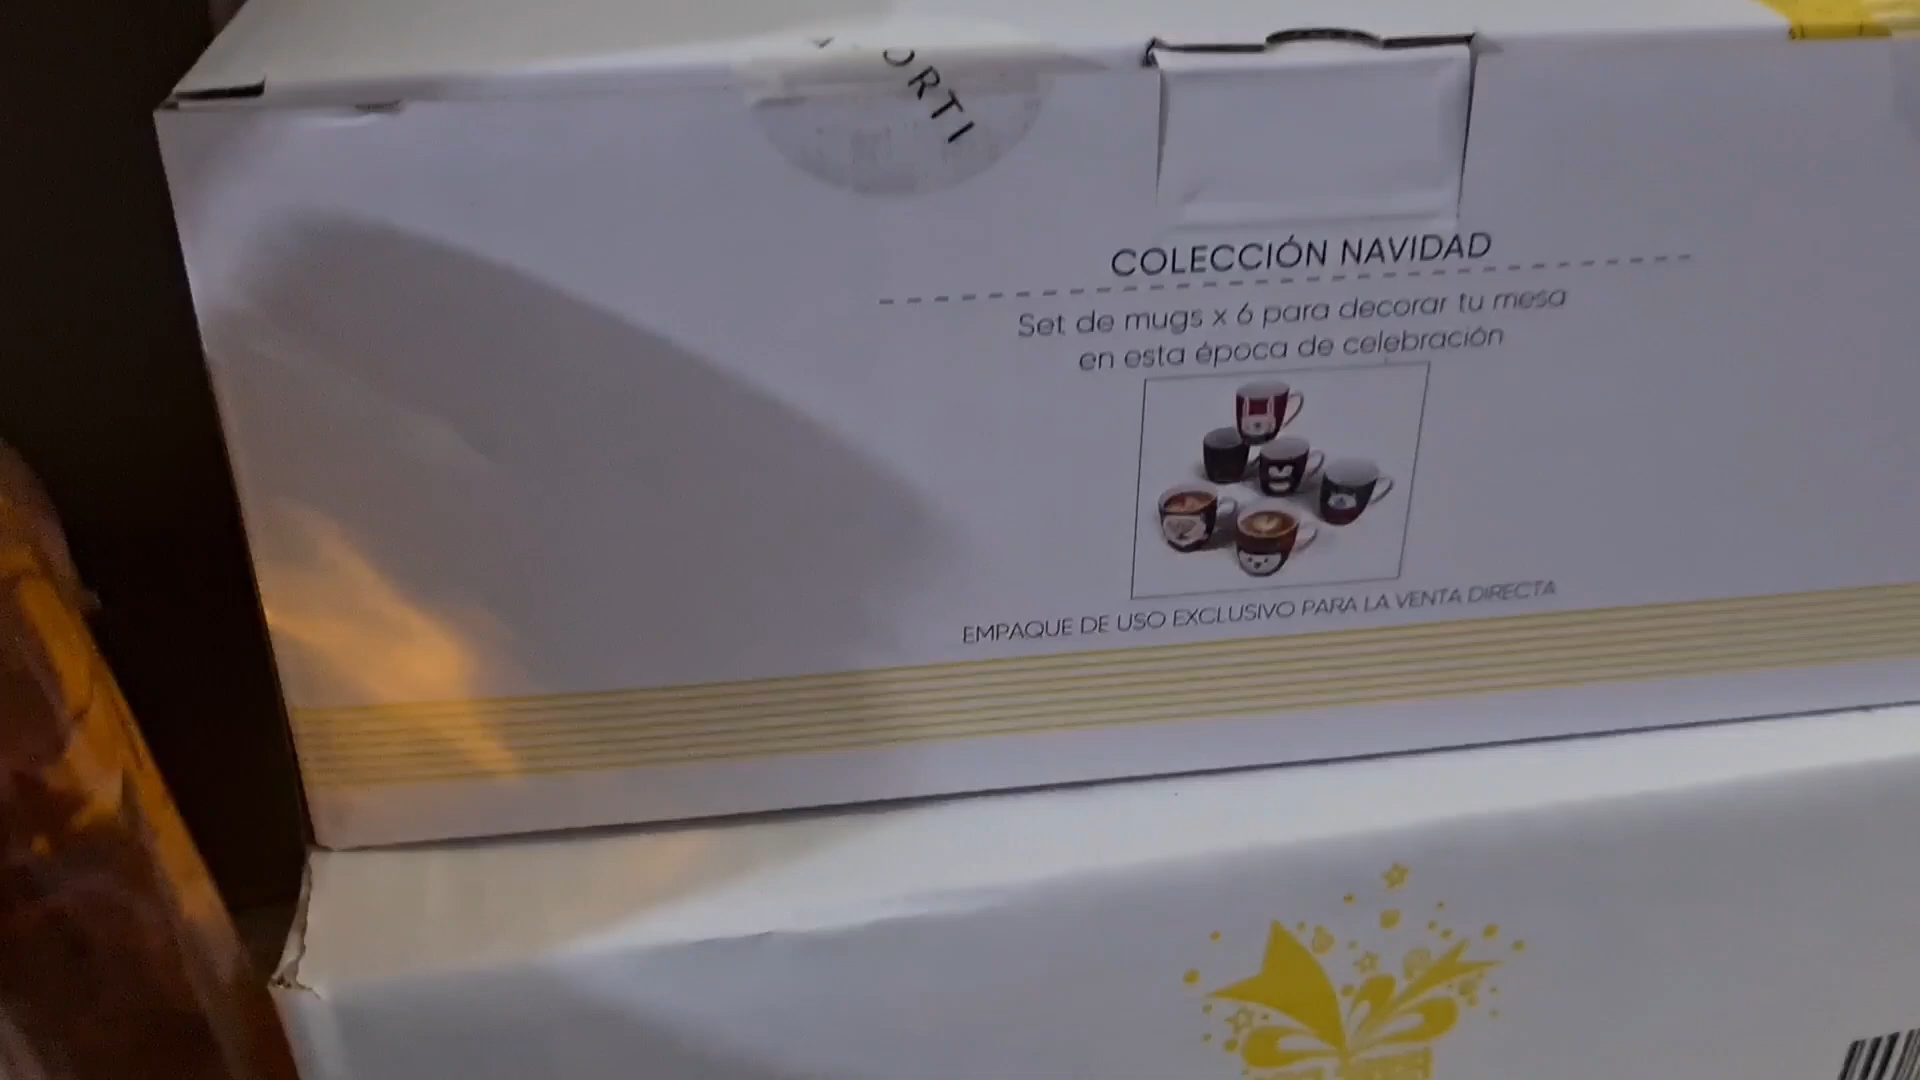 ORTI
COLECCIÓN NAVIDAD
Set de mugs x 6 para decorar tu mesa
en esta época de celebración
EMPAQUE DE USO EXCLUSIVO PARA LA VENTA DIRECTA